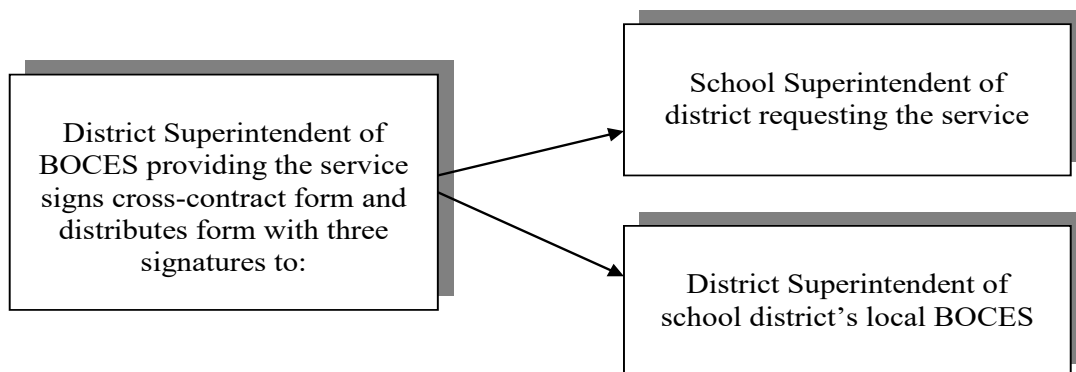 District Superintendent of
BOCES providing the service
signs cross-contract form and
distributes form with three
signatures to:
School Superintendent of
district requesting the service
District Superintendent of
school district’s local BOCES